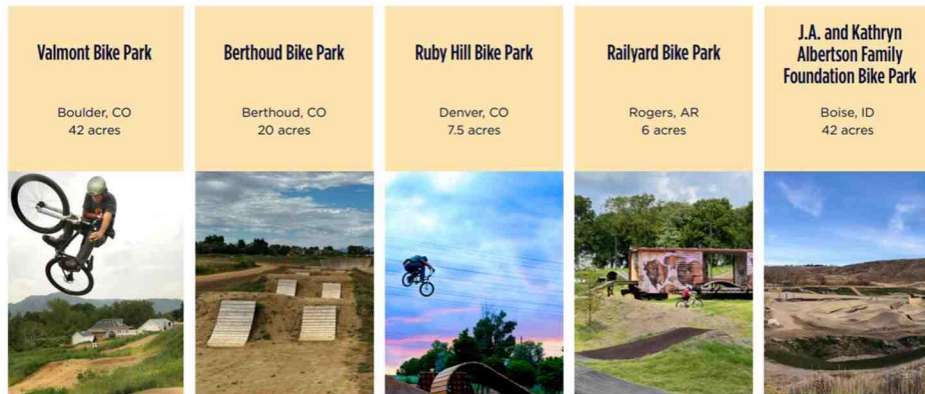 Valmont Bike Park
Boulder, CO
42 acres
Berthoud Bike Park
Berthoud, CO
20 acres
Ruby Hill Bike Park
Denver, CO
7.5 acres
Railyard Bike Park
Rogers, AR
6 acres
J.A. and Kathryn
Albertson Family
Foundation Bike Park
Boise, ID
42 acres